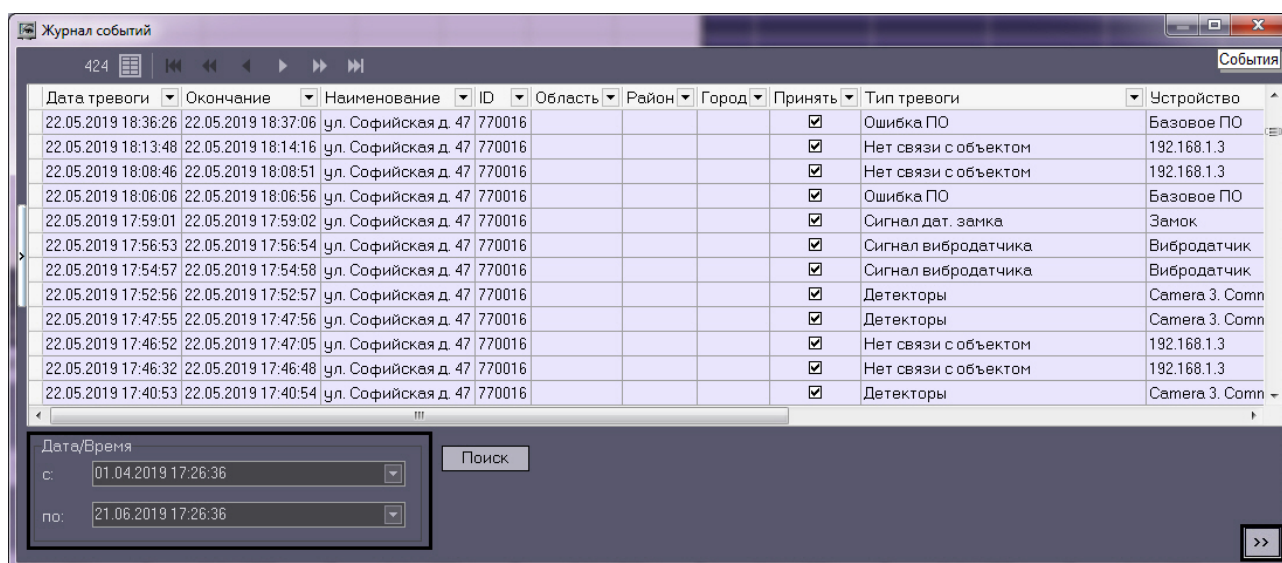 Журнал событий
424
События
Дата тревоги Окончание Наименование ID Область Район Город Принять Тип тревоги Устройство
22.05.2019 18:36:26 22.05.2019 18:37:06 ул. Софийская д. 47 770016 Ошибка ПО Базовое ПО
22.05.2019 18:13:48 22.05.2019 18:14:16 ул. Софийская д. 47 770016 Нет связи с объектом 192.168.1.3
22.05.2019 18:08:46 22.05.2019 18:08:51 ул. Софийская д. 47 770016 Нет связи с объектом 192.168.1.3
22.05.2019 18:06:06 22.05.2019 18:06:56 ул. Софийская д. 47 770016 Ошибка ПО Базовое ПО
22.05.2019 17:59:01 22.05.2019 17:59:02 ул. Софийская д. 47 770016 Сигнал дат. замка Замок
22.05.2019 17:56:53 22.05.2019 17:56:54 ул. Софийская д. 47 770016 Сигнал вибродатчика Вибродатчик
22.05.2019 17:54:57 22.05.2019 17:54:58 ул. Софийская д. 47 770016 Сигнал вибродатчика Вибродатчик
22.05.2019 17:52:56 22.05.2019 17:52:57 ул. Софийская д. 47 770016 Детекторы Camera 3. Comn
22.05.2019 17:47:55 22.05.2019 17:47:56 ул. Софийская д. 47 770016 Детекторы Camera 3. Comn
22.05.2019 17:46:52 22.05.2019 17:47:05 ул. Софийская д. 47 770016 Нет связи с объектом 192.168.1.3
22.05.2019 17:46:32 22.05.2019 17:46:48 ул. Софийская д. 47 770016 Нет связи с объектом 192.168.1.3
22.05.2019 17:40:53 22.05.2019 17:40:54 ул. Софийская д. 47 770016 Детекторы Camera 3. Comn
Дата/Время
с: 01.04.2019 17:26:36
Поиск
по: 21.06.2019 17:26:36
>>